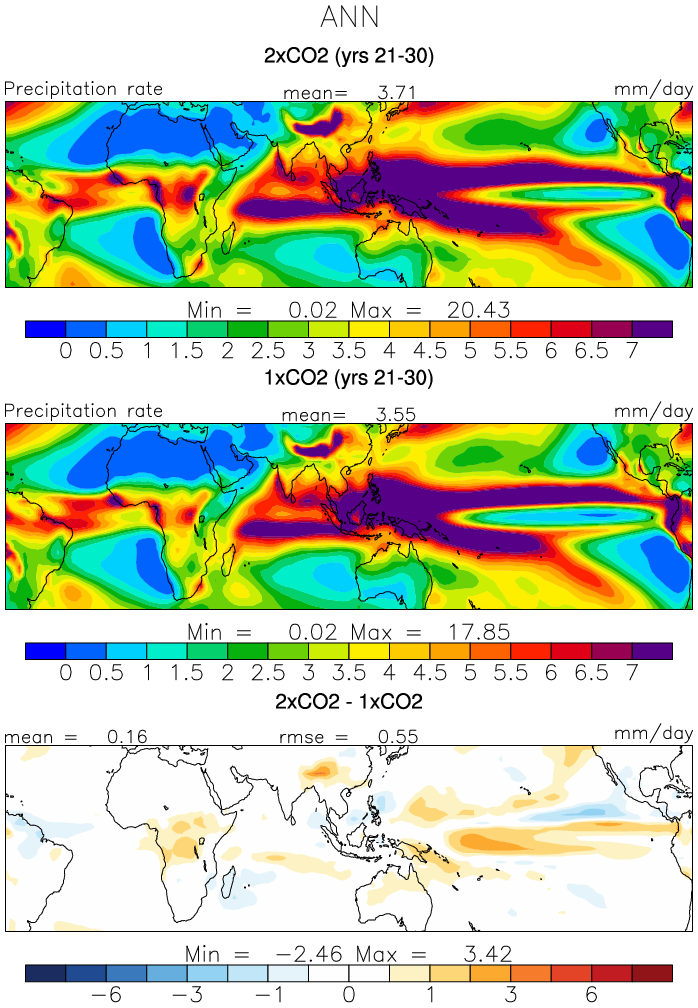 ANN
2xCO2 (yrs 21-30)
Precipitation rate mean= 3.71 mm/day
Min = 0.02 Max = 20.43
0 0.5 1 1.5 2 2.5 3 3.5 4 4.5 5 5.5 6 6.5 7
1xCO2 (yrs 21-30)
Precipitation rate mean= 3.55 mm/day
Min = 0.02 Max = 17.85
0 0.5 1 1.5 2 2.5 3 3.5 4 4.5 5 5.5 6 6.5 7
2xCO2 - 1xCO2
mean = 0.16 rmse = 0.55 mm/day
Min = -2.46 Max = 3.42
-6 -3 -1 0 1 3 6